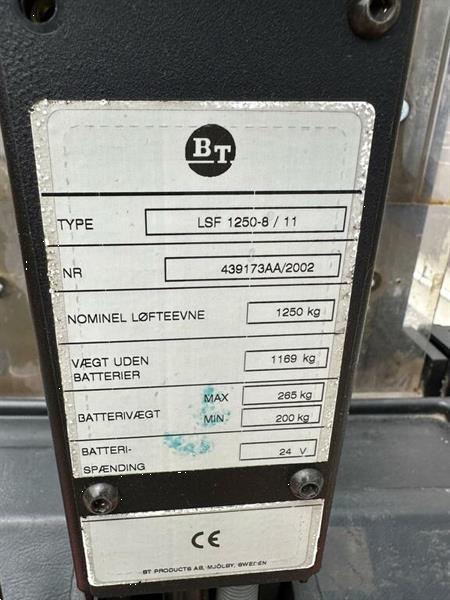 BT
TYPE LSF 1250-8 / 11
NR 439173AA/2002
NOMINEL LØFTEEVNE 1250 kg
VÆGT UDEN
BATTERIER 1169 kg
BATTERIVÆGT MAX 265 kg
MIN 200 kg
BATTERI-
SPÆNDING 24 V
CE
BT PRODUCTS AB, MJÖLBY, SWEDEN